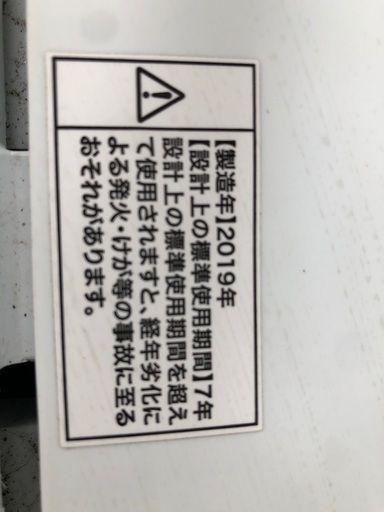 【製造年】2019年
【設計上の標準使用期間】7年
設計上の標準使用期間を超え
て使用されますと、経年劣化に
よる発火・けが等の事故に至る
おそれがあります。